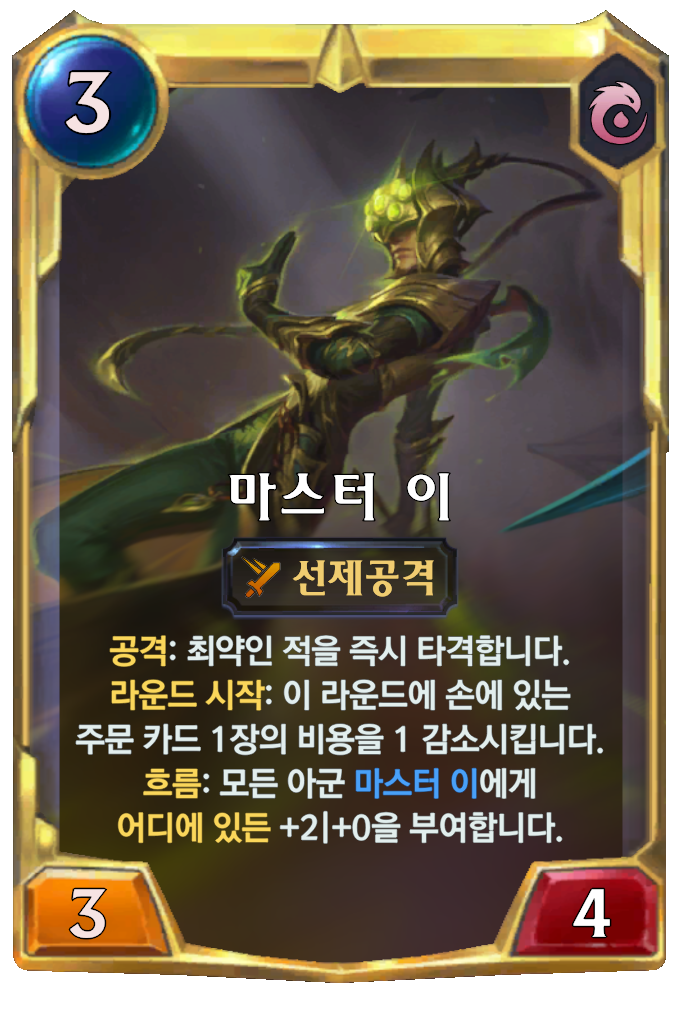 3
마스터 이
선제공격
공격: 최약인 적을 즉시 타격합니다.
라운드 시작: 이 라운드에 손에 있는
주문 카드 1장의 비용을 1 감소시킵니다.
흐름: 모든 아군 마스터 이에게
어디에 있든 +2|+0을 부여합니다.
3
4